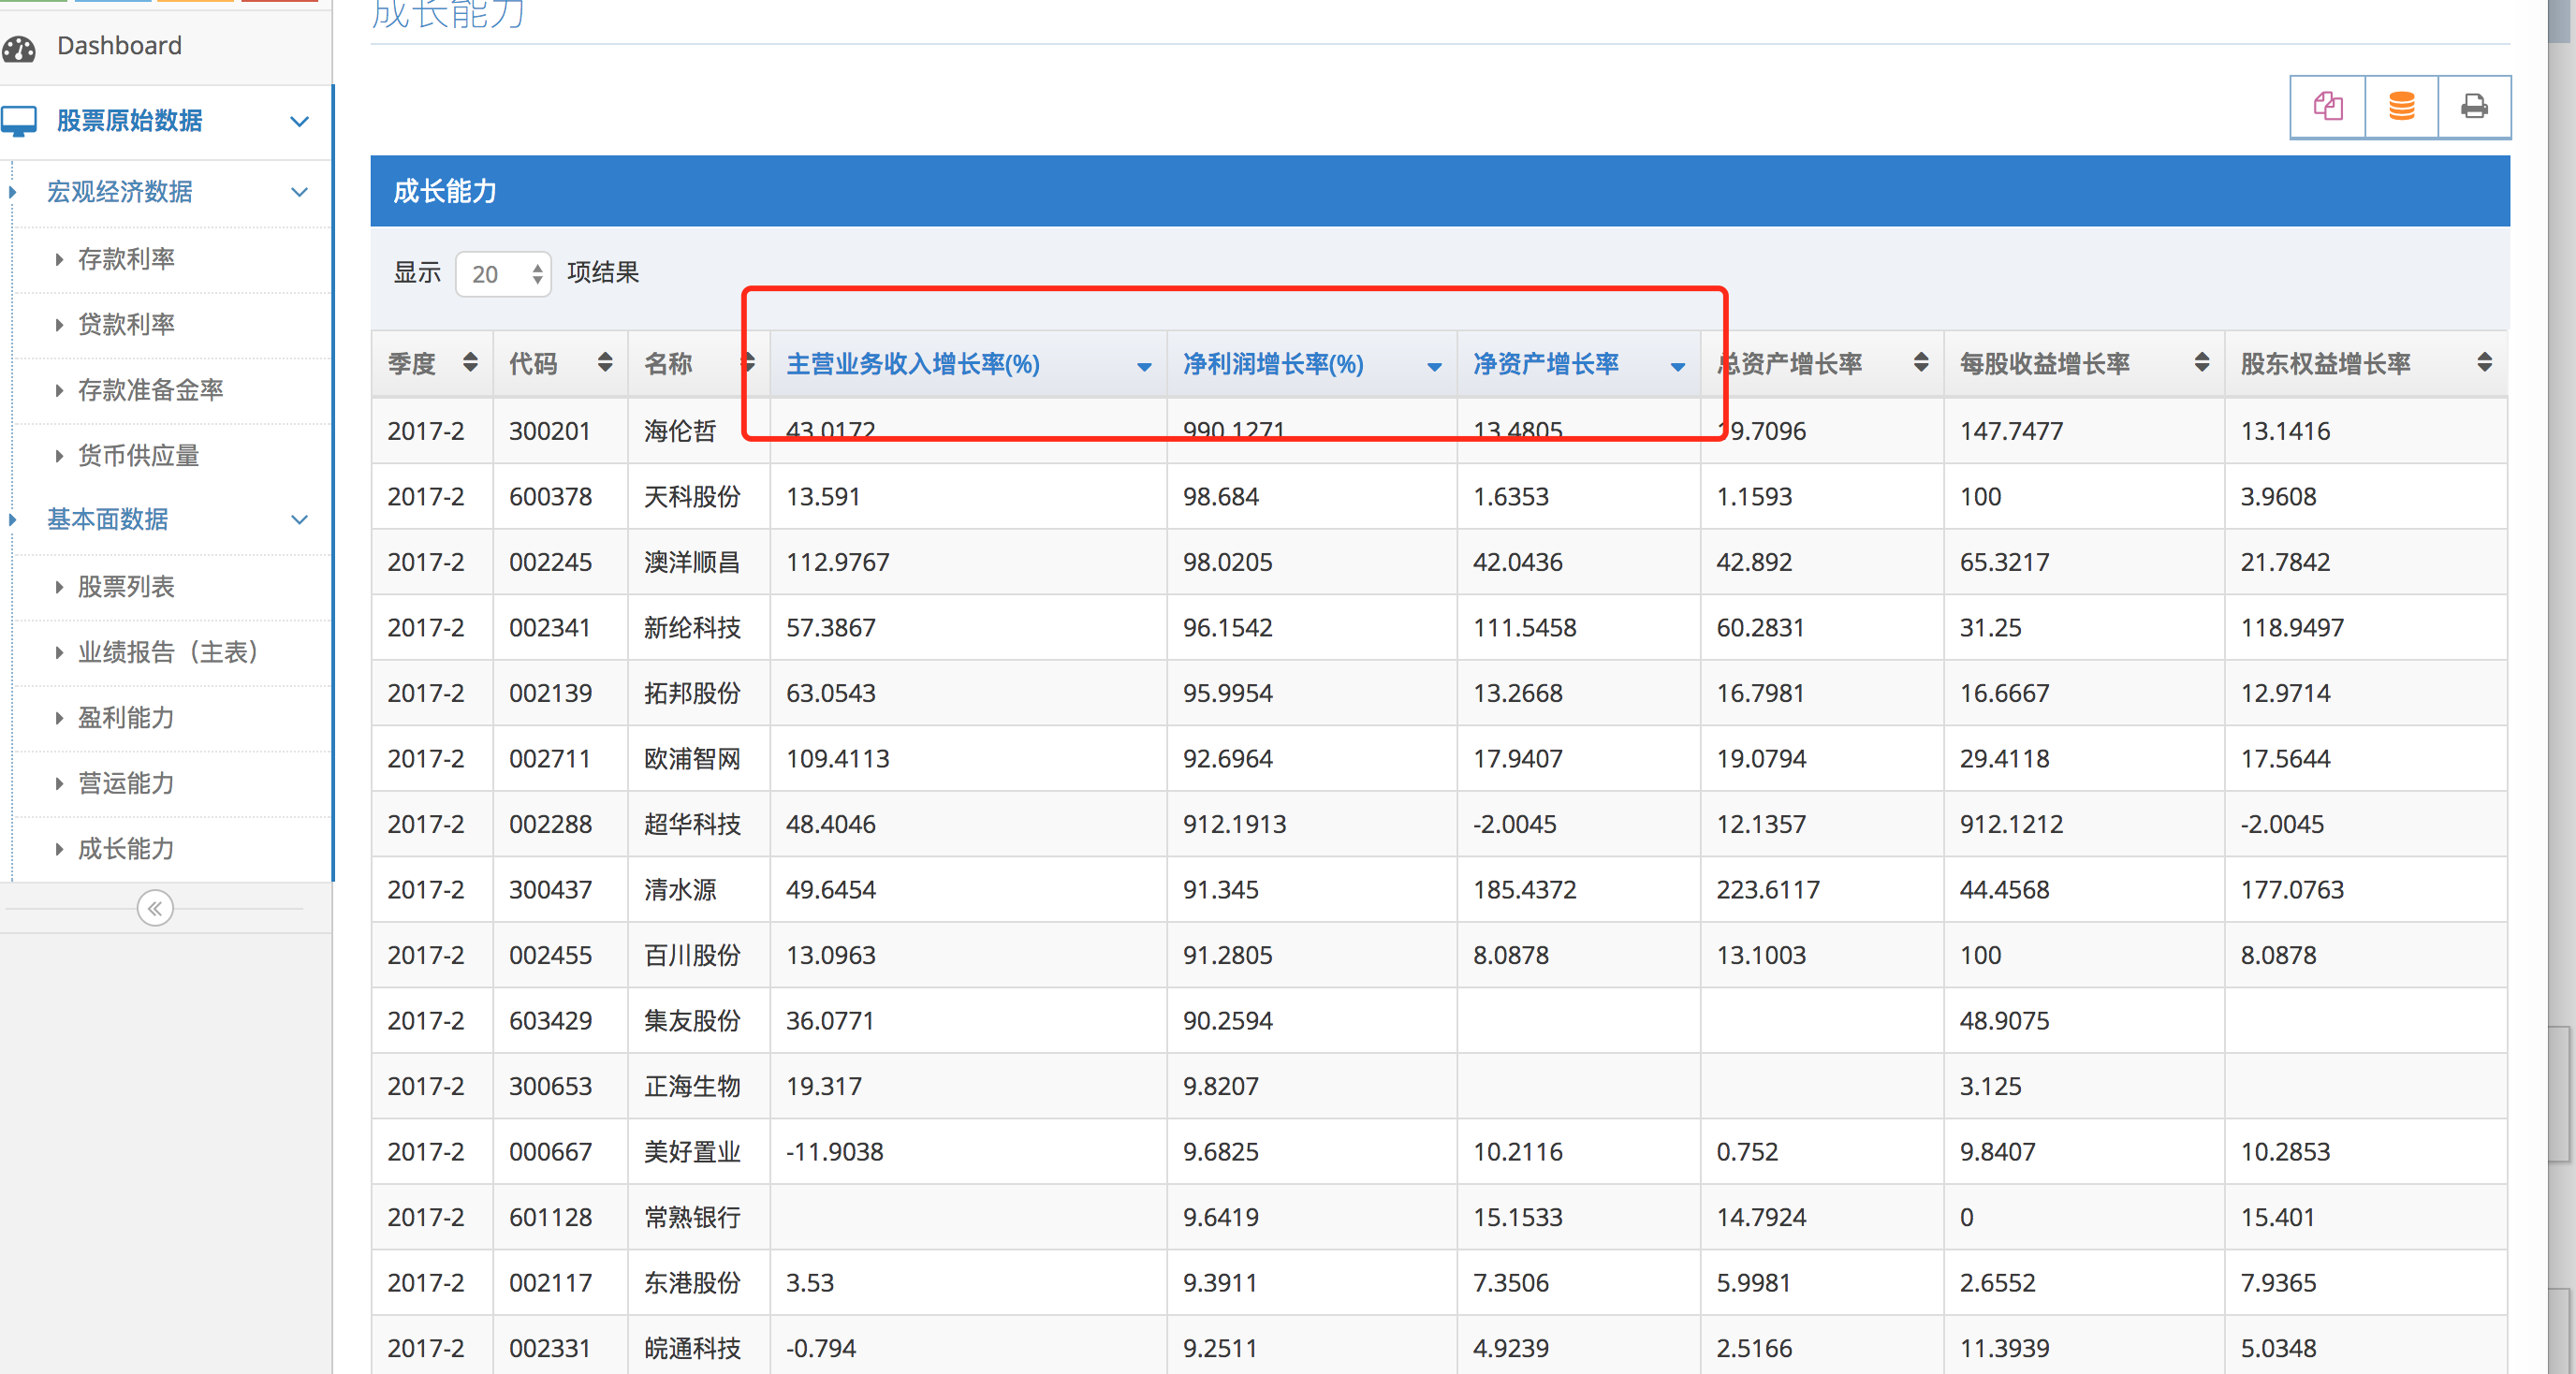 成长能力
Dashboard
股票原始数据
宏观经济数据
存款利率
贷款利率
存款准备金率
货币供应量
基本面数据
股票列表
业绩报告（主表）
盈利能力
营运能力
成长能力
成长能力
显示 20 项结果
季度 代码 名称 主营业务收入增长率(%) 净利润增长率(%) 净资产增长率 总资产增长率 每股收益增长率 股东权益增长率
2017-2 300201 海伦哲 43.0172 990.1271 13.4805 19.7096 147.7477 13.1416
2017-2 600378 天科股份 13.591 98.684 1.6353 1.1593 100 3.9608
2017-2 002245 澳洋顺昌 112.9767 98.0205 42.0436 42.892 65.3217 21.7842
2017-2 002341 新纶科技 57.3867 96.1542 111.5458 60.2831 31.25 118.9497
2017-2 002139 拓邦股份 63.0543 95.9954 13.2668 16.7981 16.6667 12.9714
2017-2 002711 欧浦智网 109.4113 92.6964 17.9407 19.0794 29.4118 17.5644
2017-2 002288 超华科技 48.4046 912.1913 -2.0045 12.1357 912.1212 -2.0045
2017-2 300437 清水源 49.6454 91.345 185.4372 223.6117 44.4568 177.0763
2017-2 002455 百川股份 13.0963 91.2805 8.0878 13.1003 100 8.0878
2017-2 603429 集友股份 36.0771 90.2594 48.9075
2017-2 300653 正海生物 19.317 9.8207 3.125
2017-2 000667 美好置业 -11.9038 9.6825 10.2116 0.752 9.8407 10.2853
2017-2 601128 常熟银行 9.6419 15.1533 14.7924 0 15.401
2017-2 002117 东港股份 3.53 9.3911 7.3506 5.9981 2.6552 7.9365
2017-2 002331 皖通科技 -0.794 9.2511 4.9239 2.5166 11.3939 5.0348